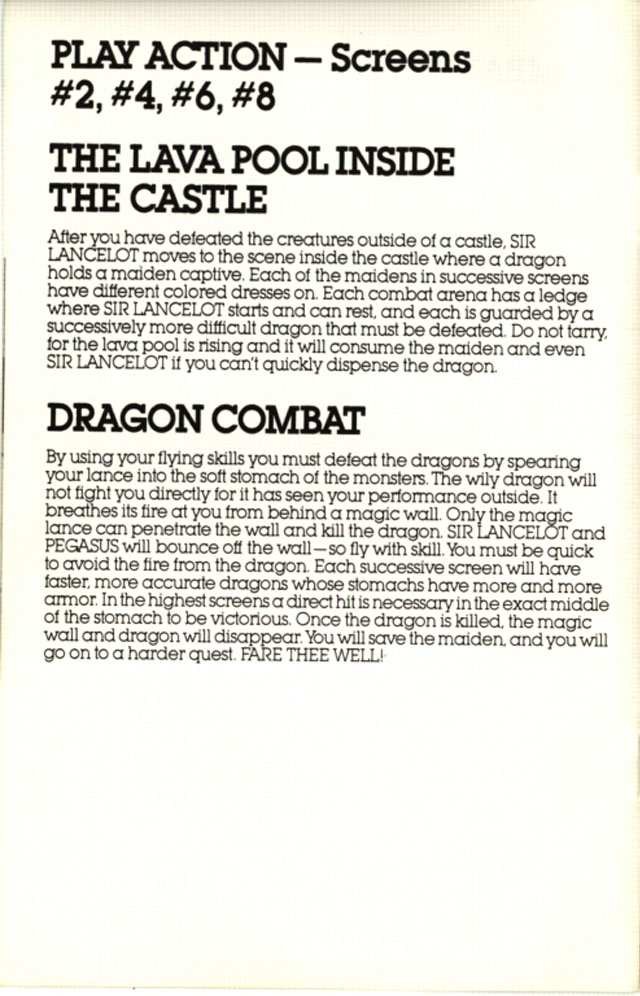 PLAY ACTION — Screens
#2, #4, #6, #8
THE LAVA POOL INSIDE
THE CASTLE
After you have defeated the creatures outside of a castle, SIR
LANCELOT moves to the scene inside the castle where a dragon
holds a maiden captive. Each of the maidens in successive screens
have different colored dresses on. Each combat arena has a ledge
where SIR LANCELOT starts and can rest, and each is guarded by a
successively more difficult dragon that must be defeated. Do not tarry,
for the lava pool is rising and it will consume the maiden and even
SIR LANCELOT if you can't quickly dispense the dragon.
DRAGON COMBAT
By using your flying skills you must defeat the dragons by spearing
your lance into the soft stomach of the monsters. The wily dragon will
not fight you directly for it has seen your performance outside. It
breathes its fire at you from behind a magic wall. Only the magic
lance can penetrate the wall and kill the dragon. SIR LANCELOT and
PEGASUS will bounce off the wall—so fly with skill. You must be quick
to avoid the fire from the dragon. Each successive screen will have
faster, more accurate dragons whose stomachs have more and more
armor. In the highest screens a direct hit is necessary in the exact middle
of the stomach to be victorious. Once the dragon is killed, the magic
wall and dragon will disappear. You will save the maiden, and you will
go on to a harder quest. FARE THEE WELL!